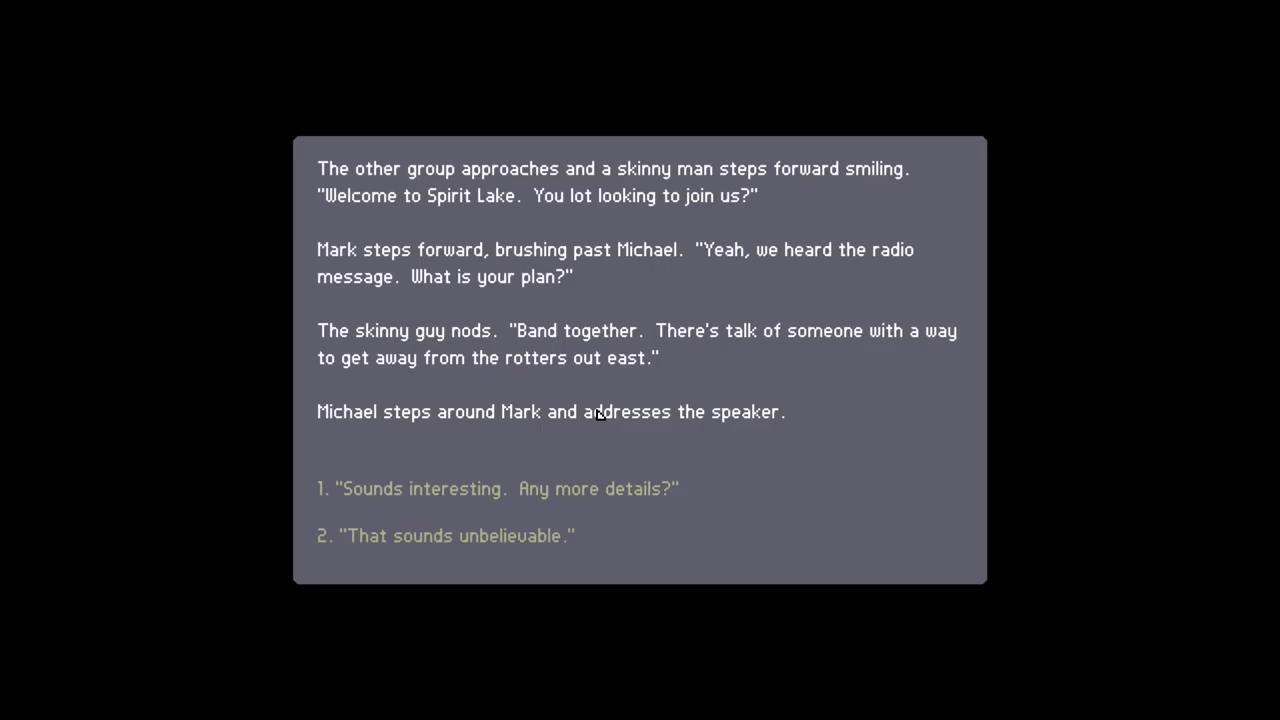 The other group approaches and a skinny man steps forward smiling.
"Welcome to Spirit Lake.  You lot looking to join us?"
Mark steps forward, brushing past Michael.  "Yeah, we heard the radio
message.  What is your plan?"
The skinny guy nods.  "Band together.  There's talk of someone with a way
to get away from the rotters out east."
Michael steps around Mark and addresses the speaker.
1. "Sounds interesting.  Any more details?"
2. "That sounds unbelievable."